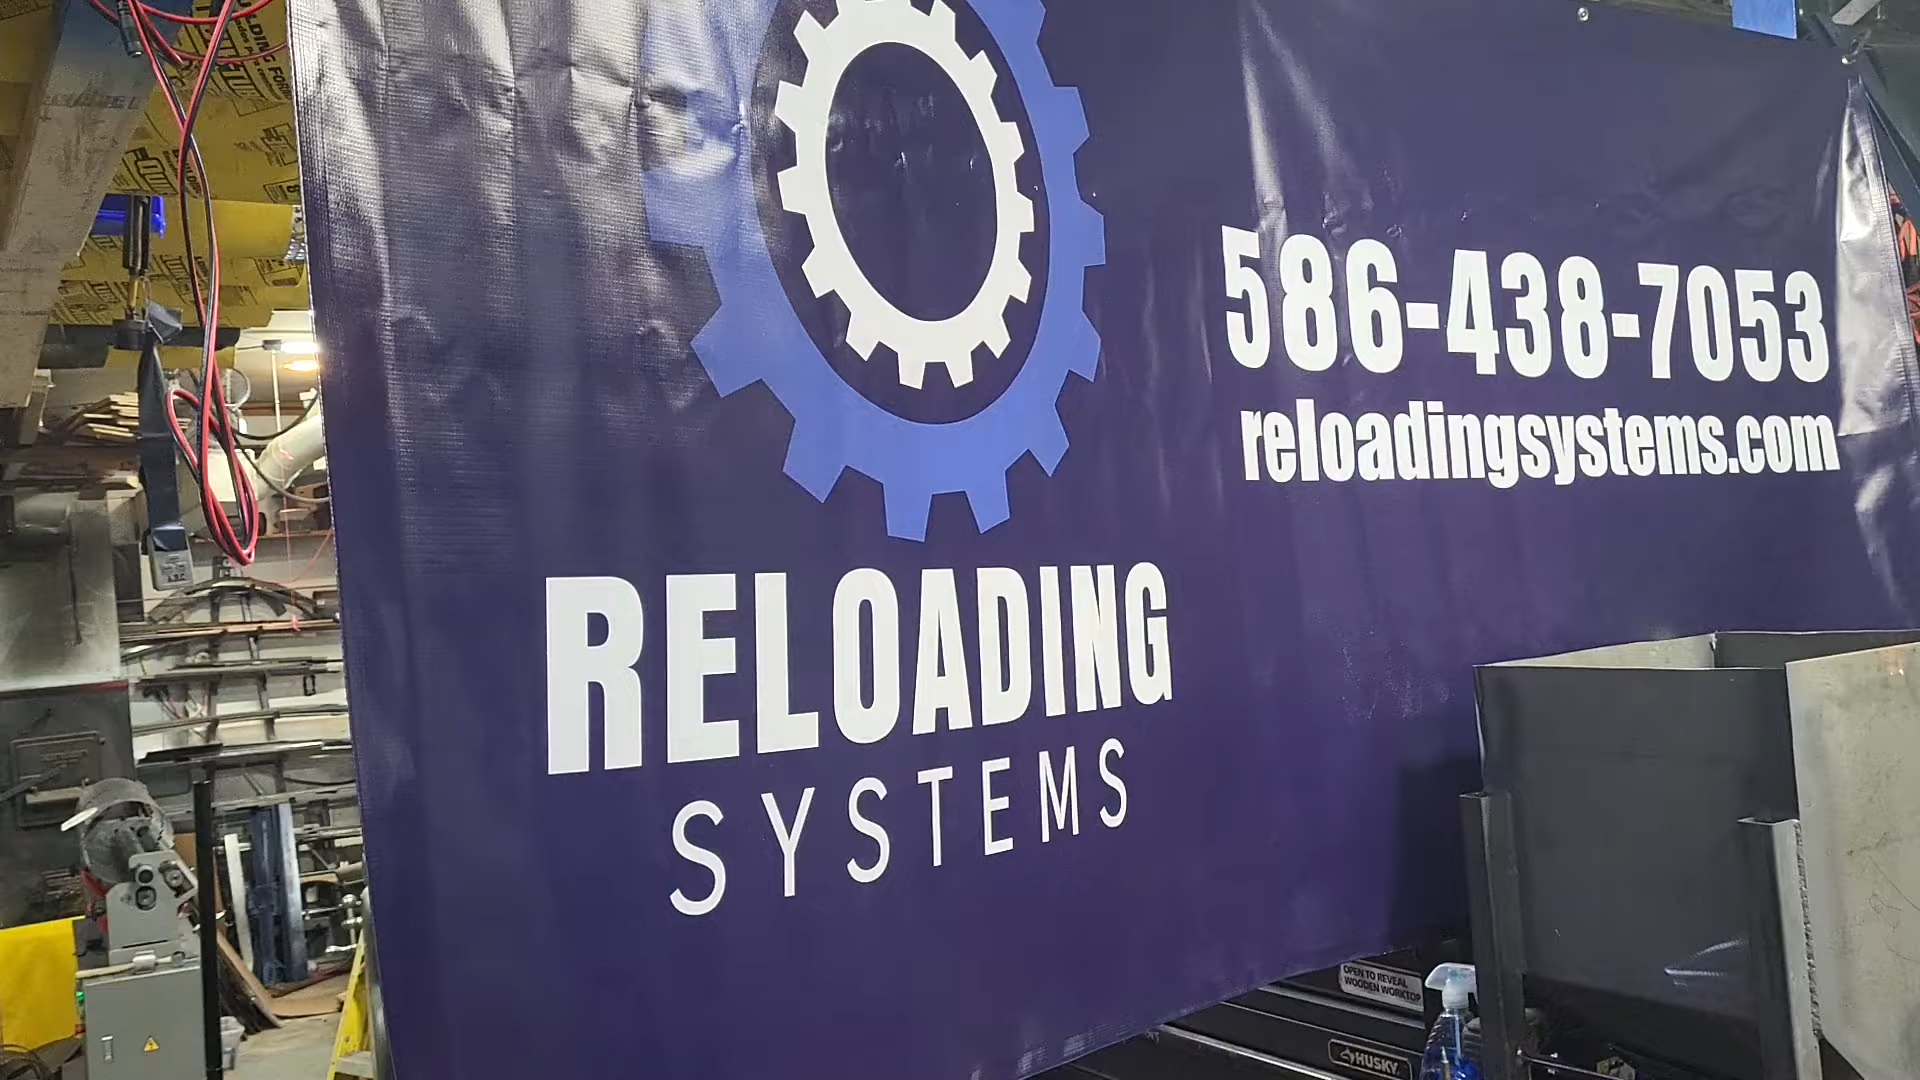 586-438-7053
reloadingsystems.com
RELOADING
SYSTEMS
OPEN TO REVEAL
WOODEN WORKTOP
HUSKY